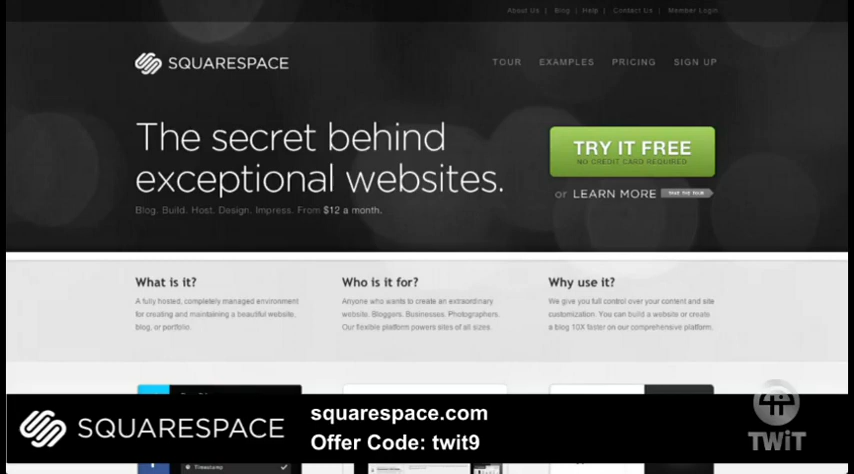 About Us | Blog | Help | Contact Us | Member Login
SQUARESPACE
TOUR EXAMPLES PRICING SIGN UP
The secret behind
exceptional websites.
Blog. Build. Host. Design. Impress. From $12 a month.
TRY IT FREE
NO CREDIT CARD REQUIRED
or LEARN MORE TAKE THE TOUR
What is it?
A fully hosted, completely managed environment
for creating and maintaining a beautiful website,
blog, or portfolio.
Who is it for?
Anyone who wants to create an extraordinary
website. Bloggers. Businesses. Photographers.
Our flexible platform powers sites of all sizes.
Why use it?
We give you full control over your content and site
customization. You can build a website or create
a blog 10X faster on our comprehensive platform.
SQUARESPACE
squarespace.com
Offer Code: twit9
TWiT
Timestamp